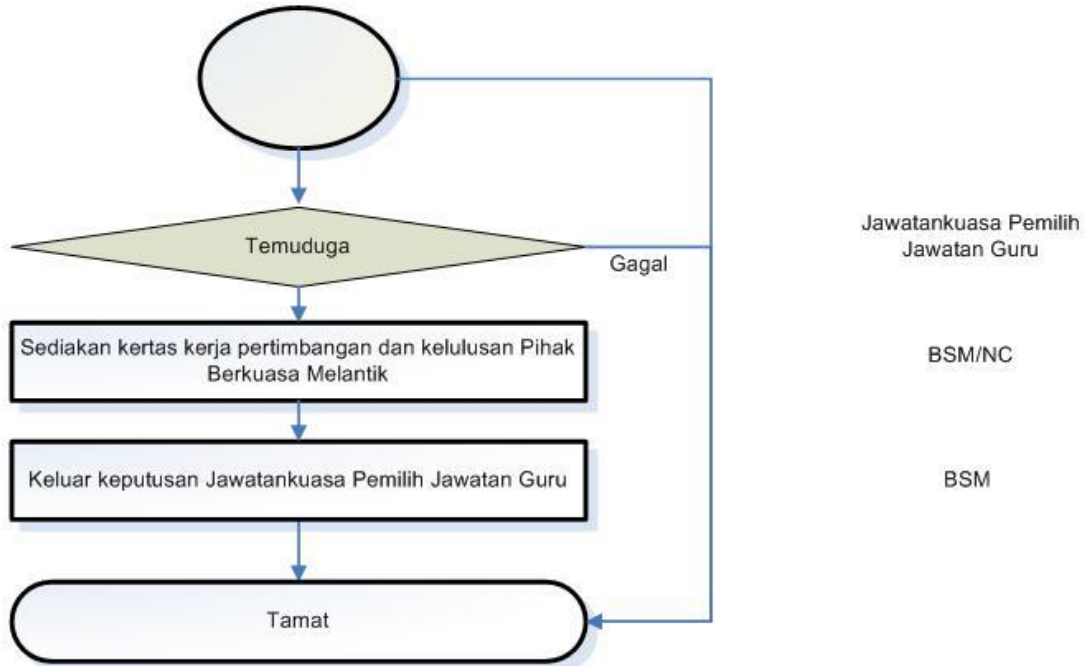 Temuduga
Jawatankuasa Pemilih
Jawatan Guru
Gagal
Sediakan kertas kerja pertimbangan dan kelulusan Pihak
Berkuasa Melantik
BSM/NC
Keluar keputusan Jawatankuasa Pemilih Jawatan Guru
BSM
Tamat